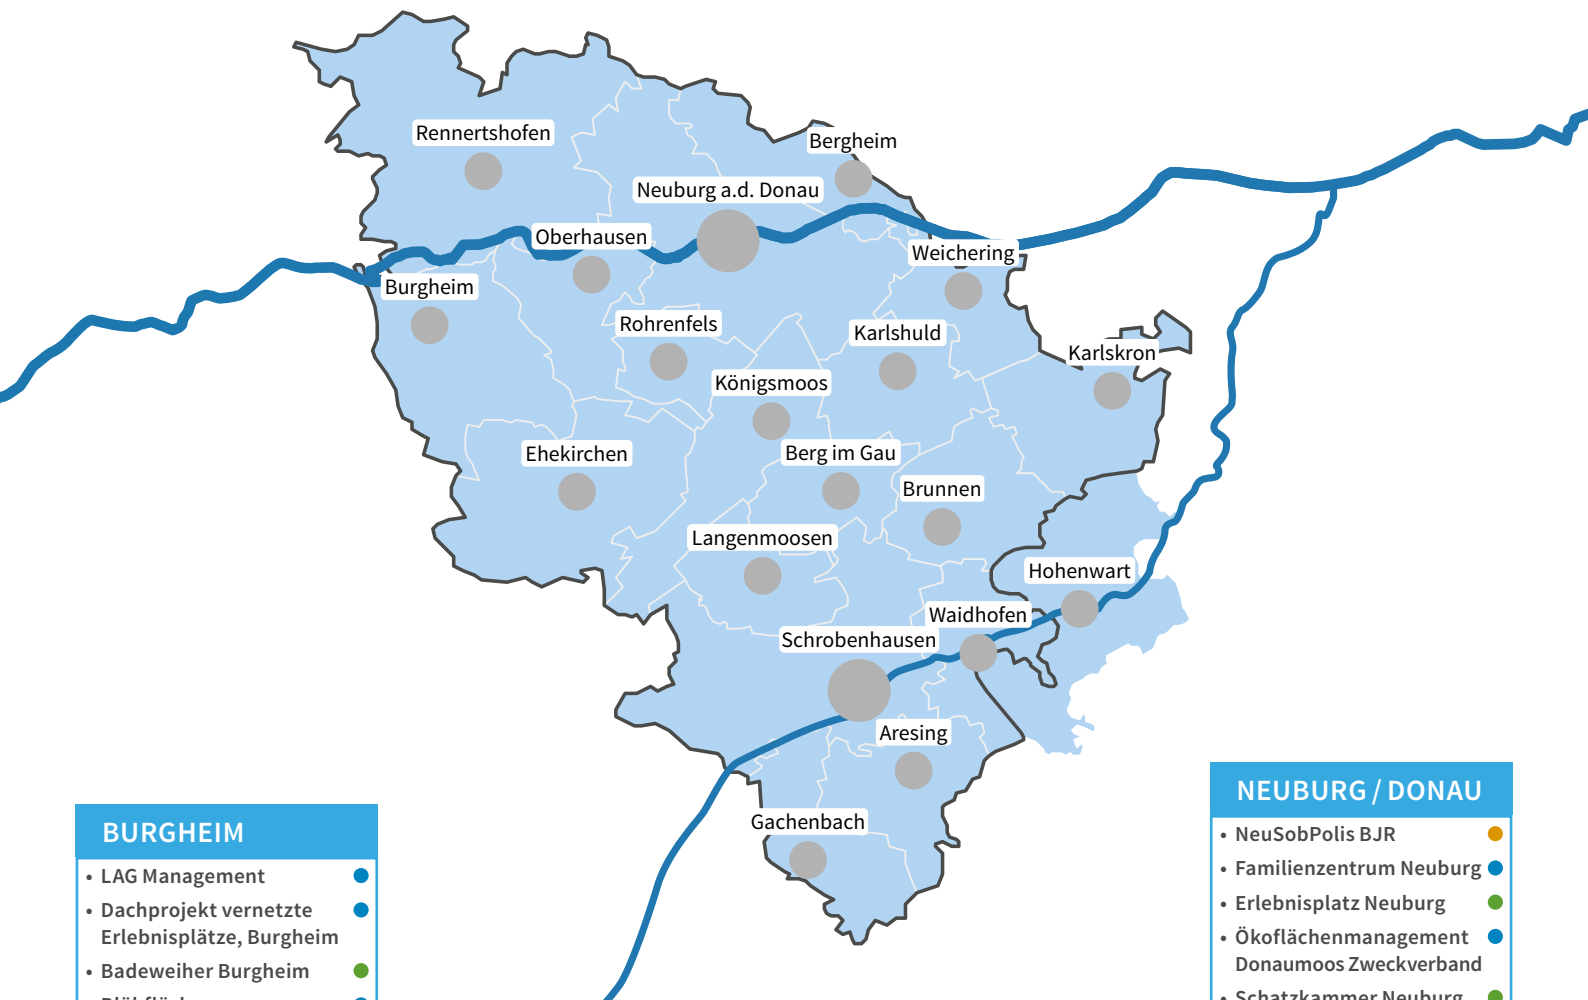 Rennertshofen
Bergheim
Neuburg a.d. Donau
Oberhausen
Weichering
Burgheim
Rohrenfels
Karlshuld
Karlskron
Königsmoos
Ehekirchen
Berg im Gau
Brunnen
Langenmoosen
Hohenwart
Waidhofen
Schrobenhausen
Aresing
Gachenbach
BURGHEIM
• LAG Management
• Dachprojekt vernetzte
Erlebnisplätze, Burgheim
• Badeweiher Burgheim
NEUBURG / DONAU
• NeuSobPolis BJR
• Familienzentrum Neuburg
• Erlebnisplatz Neuburg
• Ökoflächenmanagement
Donaumoos Zweckverband
• Schatzkammer Neuburg